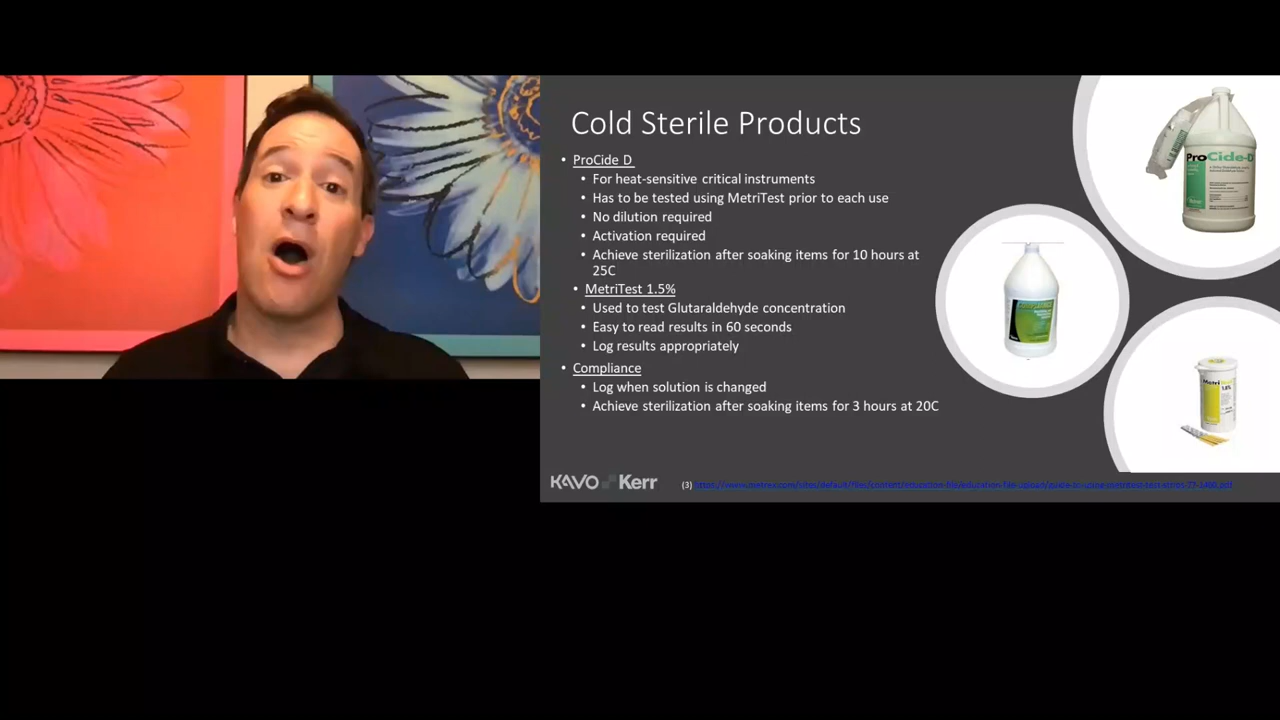 Cold Sterile Products
• ProCide D
• For heat-sensitive critical instruments
• Has to be tested using MetriTest prior to each use
• No dilution required
• Activation required
• Achieve sterilization after soaking items for 10 hours at
25C
• MetriTest 1.5%
• Used to test Glutaraldehyde concentration
• Easy to read results in 60 seconds
• Log results appropriately
• Compliance
• Log when solution is changed
• Achieve sterilization after soaking items for 3 hours at 20C
ProCide-D
KAVO Kerr
(3)